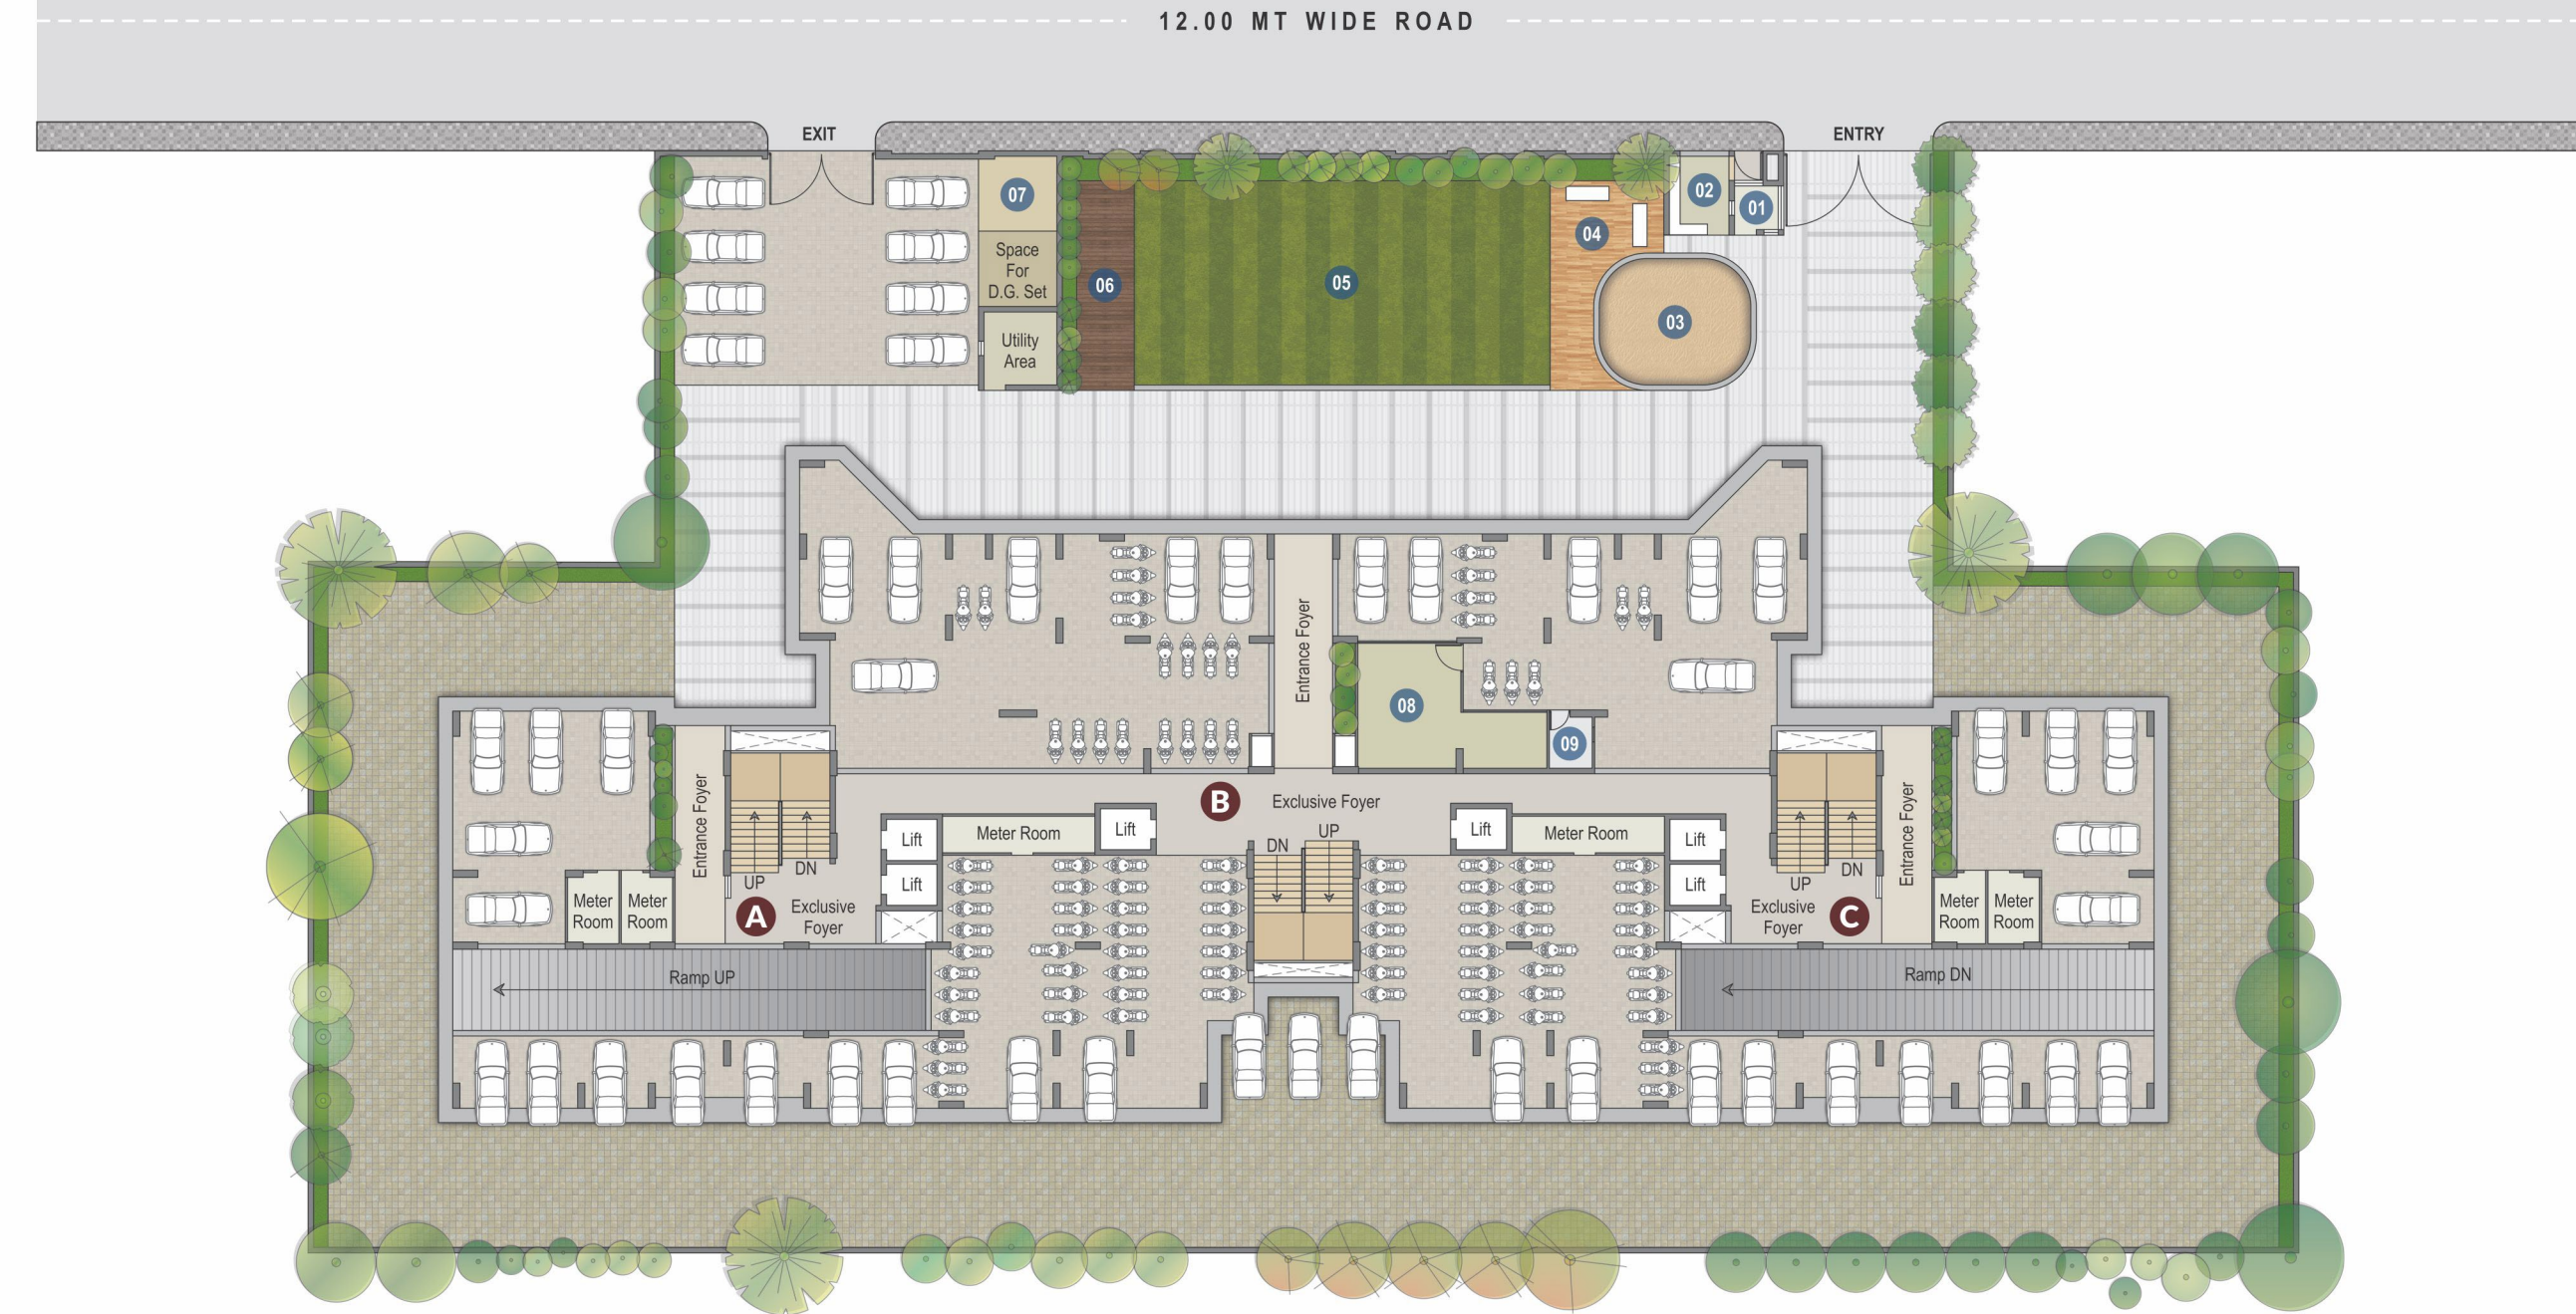 12.00 MT WIDE ROAD
EXIT
ENTRY
07
02
01
Space
For
D.G. Set
06
05
04
03
Utility
Area
Entrance Foyer
08
09
Entrance Foyer
B
Exclusive Foyer
Entrance Foyer
Lift
Meter Room
Lift
DN
UP
Lift
Meter Room
Lift
UP
DN
Lift
Lift
UP
DN
Meter
Room
Meter
Room
A
Exclusive
Foyer
Exclusive
Foyer
C
Meter
Room
Meter
Room
Ramp UP
Ramp DN